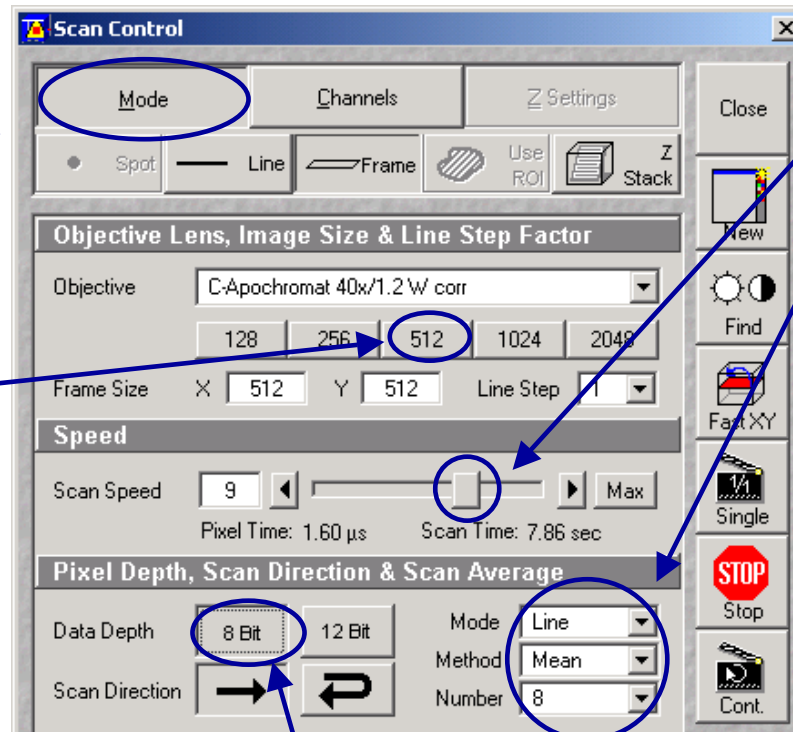 Scan Control
Mode Channels Z Settings Close
Spot Line Frame Use ROI Z Stack
New
Objective Lens, Image Size & Line Step Factor
Objective C-Apochromat 40x/1.2 W corr
Find
128 256 512 1024 2048
Frame Size X 512 Y 512 Line Step 1
Fast XY
Speed
Scan Speed 9 Max
1/1
Single
Pixel Time: 1.60 µs Scan Time: 7.86 sec
Pixel Depth, Scan Direction & Scan Average
STOP
Stop
Data Depth 8 Bit 12 Bit Mode Line
Method Mean
Scan Direction Number 8
Cont.